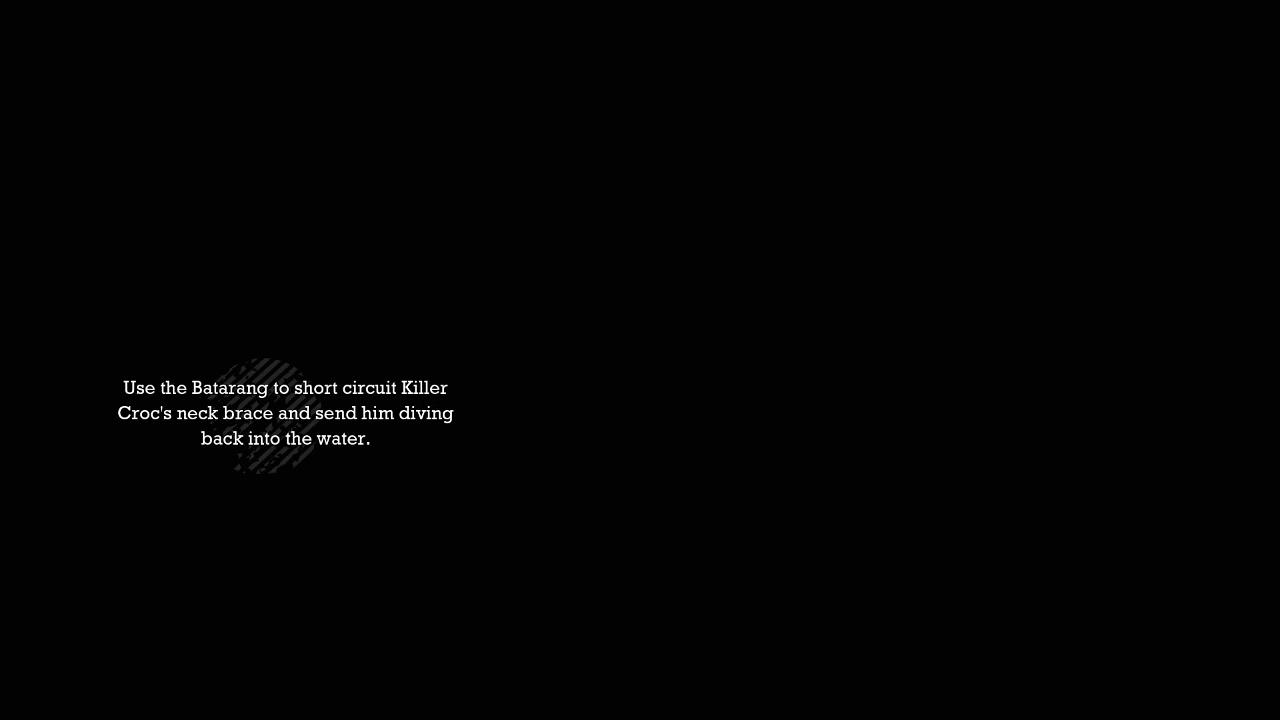 Use the Batarang to short circuit Killer
Croc's neck brace and send him diving
back into the water.